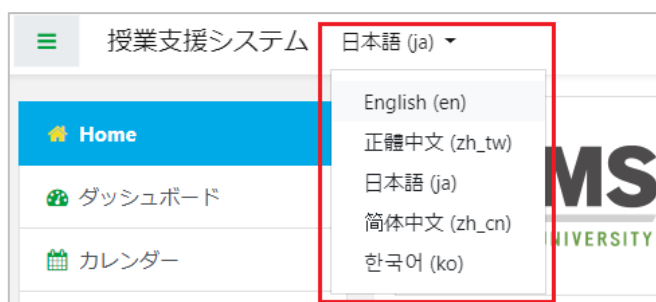 授業支援システム 日本語 (ja)
Home
ダッシュボード
カレンダー
English (en)
正體中文 (zh_tw)
日本語 (ja)
简体中文 (zh_cn)
한국어 (ko)
MS
IVERSITY